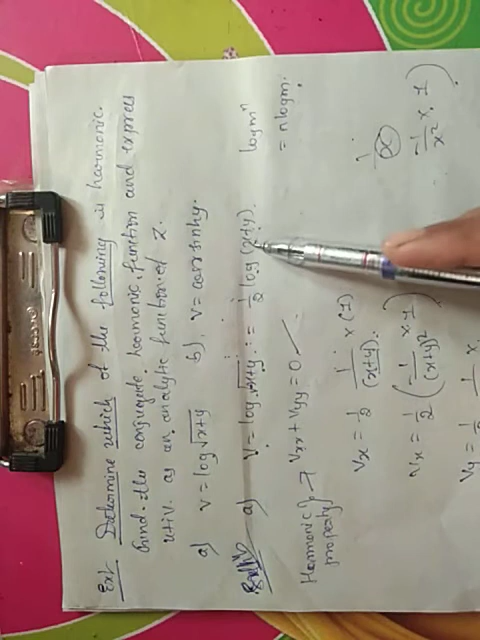 Ex: Determine which of the following is harmonic.
find the conjugate harmonic function and express
u+iv as an analytic function of z.
a) v = log √x+y b) v = cosx sinhy.
a) V = log √x+y = 1/2 log (x+y). log mⁿ
= n log m.
Harmonic property } → Vxx + Vyy = 0
Vx = 1/2 1/(x+y) x (1)
Vxx = 1/2 ( -1/(x+y)² x 1 ) -1/x² x 1 )
Vy = 1/2 1 x